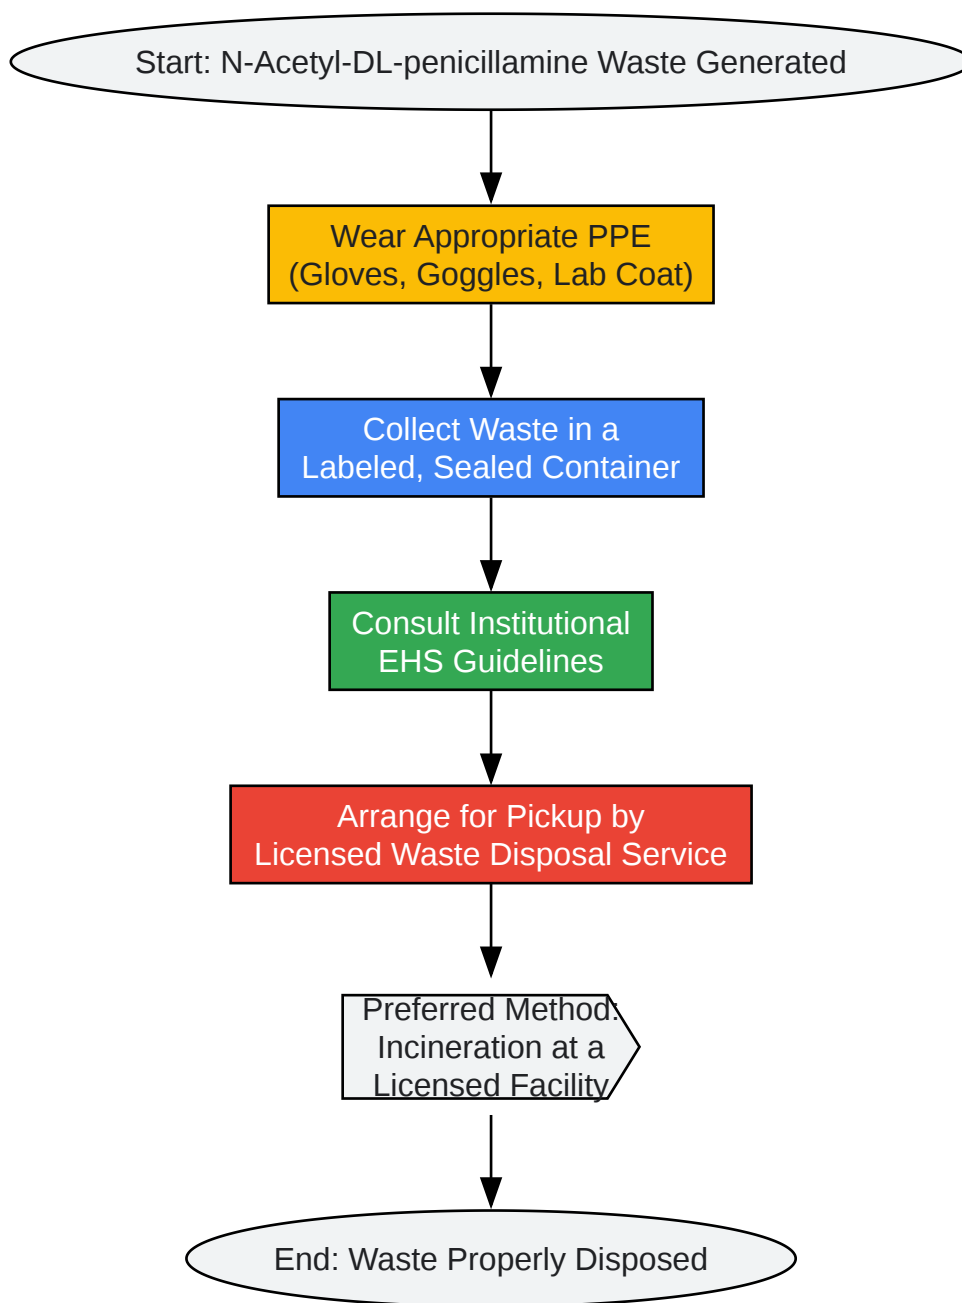 Start: N-Acetyl-DL-penicillamine Waste Generated
Wear Appropriate PPE
(Gloves, Goggles, Lab Coat)
Collect Waste in a
Labeled, Sealed Container
Consult Institutional
EHS Guidelines
Arrange for Pickup by
Licensed Waste Disposal Service
Preferred Method:
Incineration at a
Licensed Facility
End: Waste Properly Disposed